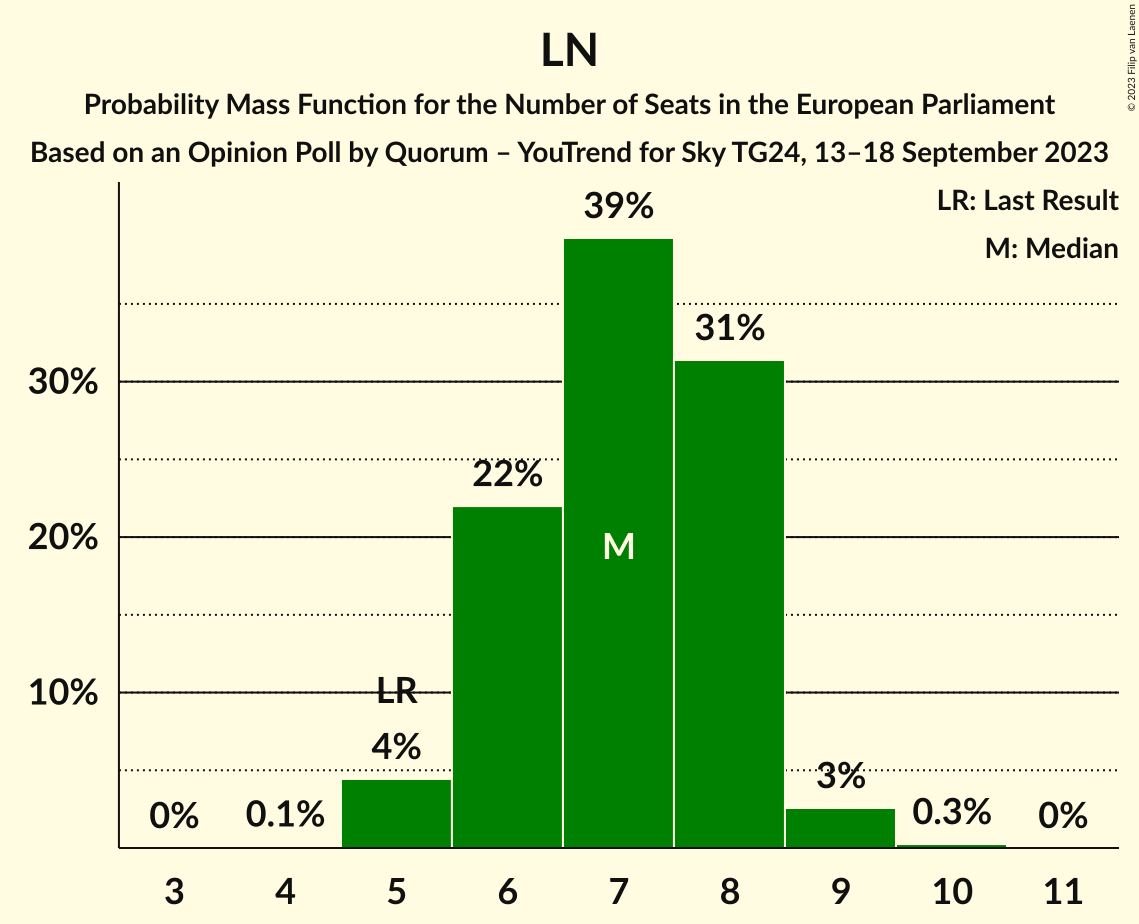 LN
Probability Mass Function for the Number of Seats in the European Parliament
Based on an Opinion Poll by Quorum – YouTrend for Sky TG24, 13–18 September 2023
© 2023 Filip van Laenen
LR: Last Result
M: Median
39%
31%
30%
22%
20%
M
10%
LR
4%
3%
0%
0.1%
0.3%
0%
3 4 5 6 7 8 9 10 11